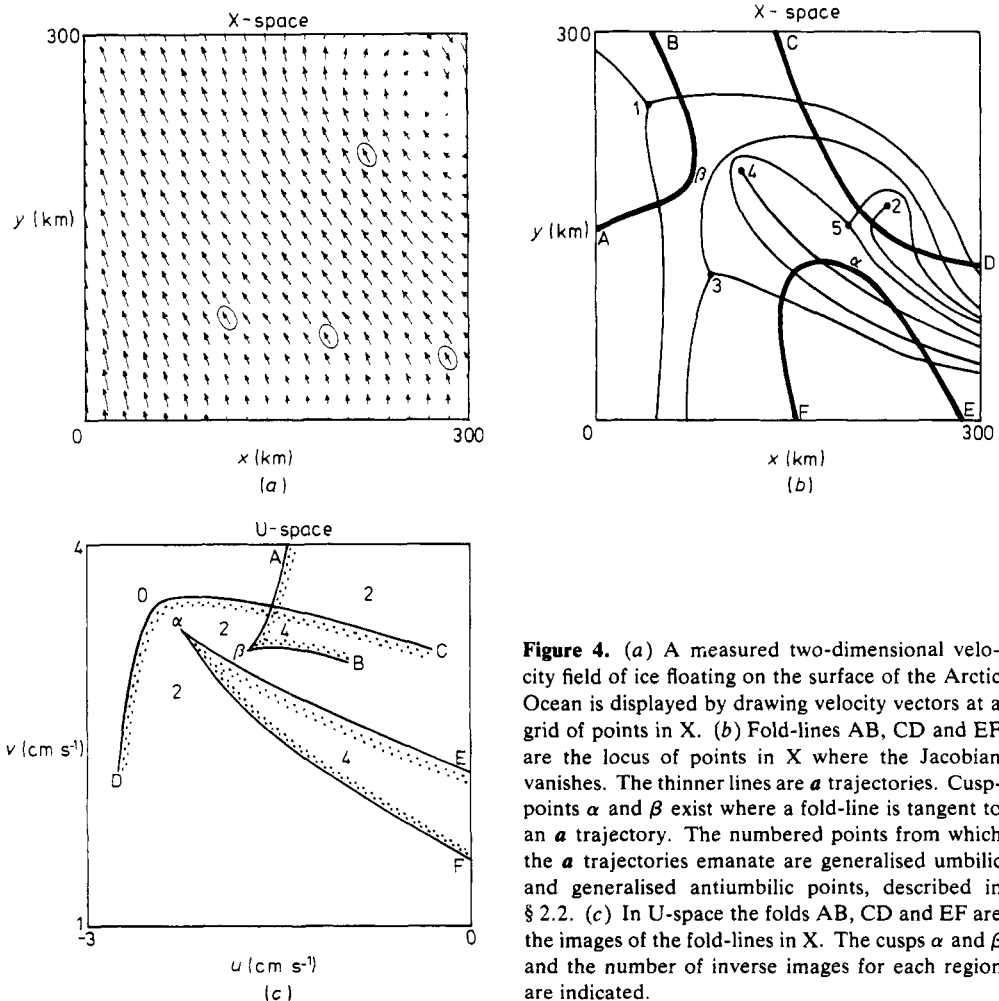 X-space
300
y (km)
0
300
x (km)
(a)
X-space
300
B
C
1
β
4
2
5
y (km)
A
α
D
3
F
E
0
300
x (km)
(b)
U-space
4
A
O
2
α
2
4
β
B
C
2
v (cm s⁻¹)
E
D
4
F
1
-3
0
u (cm s⁻¹)
(c)
Figure 4. (a) A measured two-dimensional velo-
city field of ice floating on the surface of the Arctic
Ocean is displayed by drawing velocity vectors at a
grid of points in X. (b) Fold-lines AB, CD and EF
are the locus of points in X where the Jacobian
vanishes. The thinner lines are a trajectories. Cusp-
points α and β exist where a fold-line is tangent to
an a trajectory. The numbered points from which
the a trajectories emanate are generalised umbilic
and generalised antiumbilic points, described in
§ 2.2. (c) In U-space the folds AB, CD and EF are
the images of the fold-lines in X. The cusps α and β
and the number of inverse images for each region
are indicated.